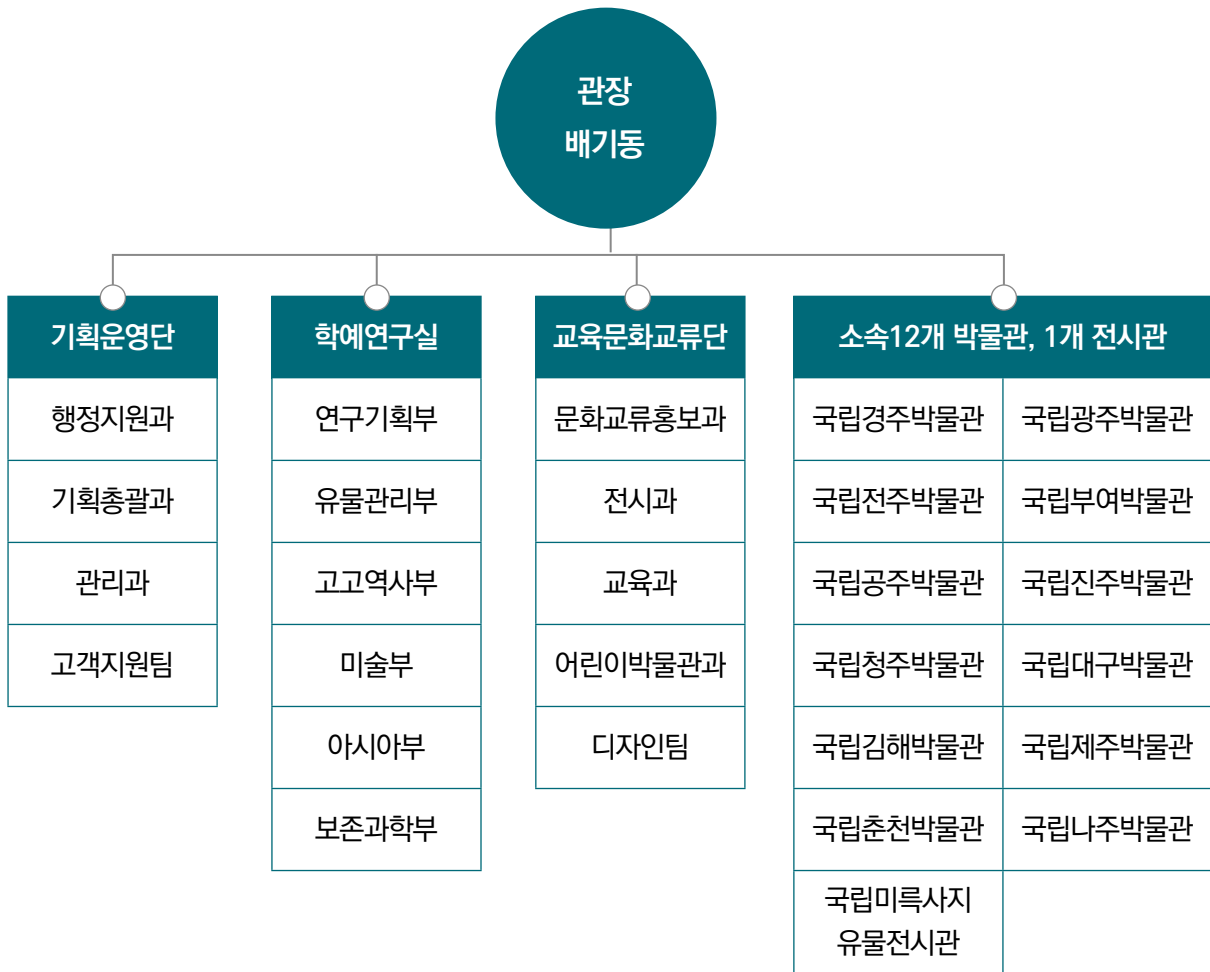 관장
배기동
기획운영단
행정지원과
기획총괄과
관리과
고객지원팀
학예연구실
연구기획부
유물관리부
고고역사부
미술부
아시아부
보존과학부
교육문화교류단
문화교류홍보과
전시과
교육과
어린이박물관과
디자인팀
소속12개 박물관, 1개 전시관
국립경주박물관 국립광주박물관
국립전주박물관 국립부여박물관
국립공주박물관 국립진주박물관
국립청주박물관 국립대구박물관
국립김해박물관 국립제주박물관
국립춘천박물관 국립나주박물관
국립미륵사지
유물전시관